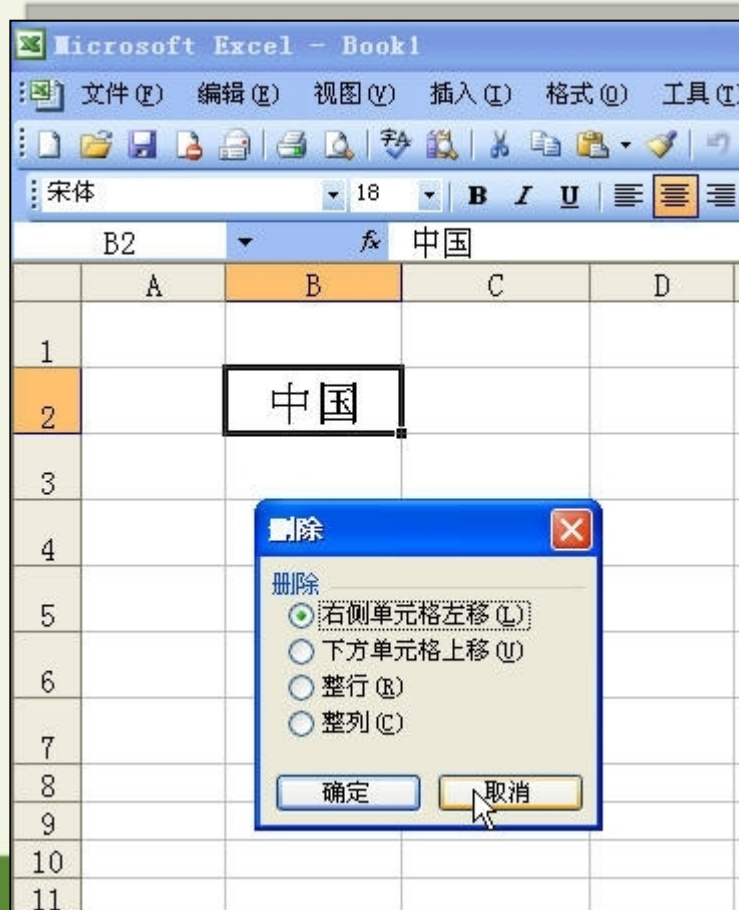 Microsoft Excel - Book1
文件(F) 编辑(E) 视图(V) 插入(I) 格式(O) 工具(T)
宋体 18 B I U
B2 fx 中国
A B C D
1
2 中国
3
删除
4
删除
5 右侧单元格左移(L)
下方单元格上移(U)
6 整行(R)
整列(C)
7
8 确定 取消
9
10
11